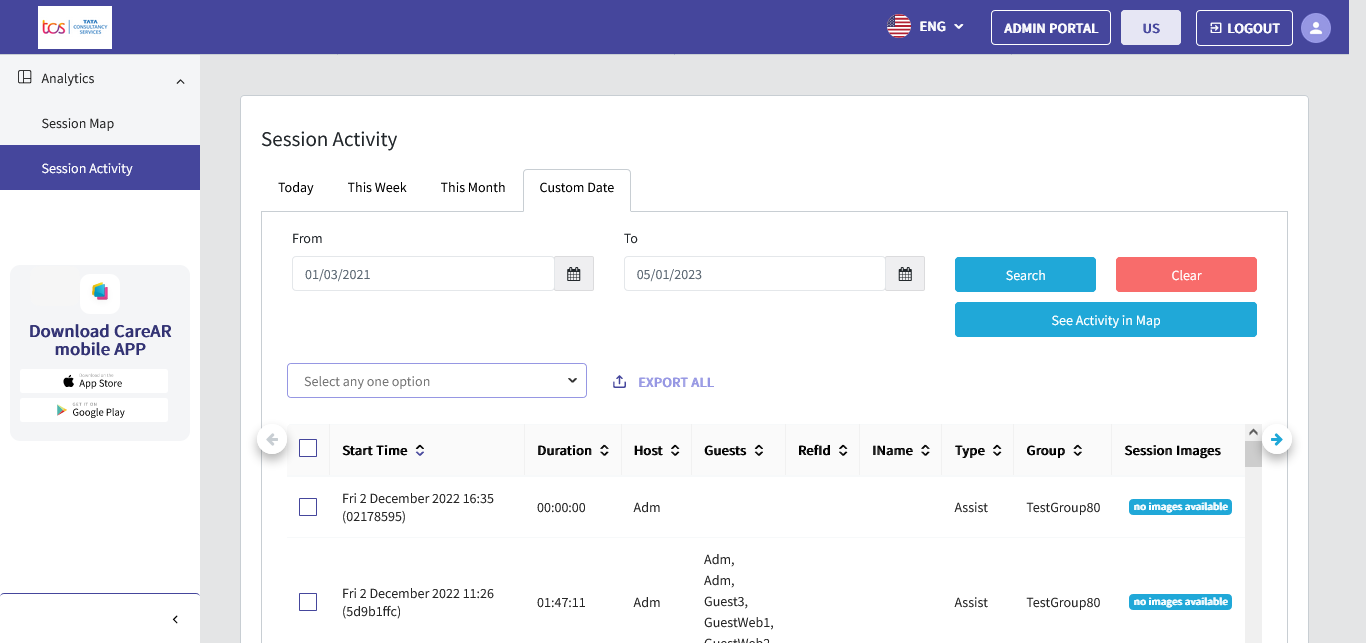 tcs TATA
CONSULTANCY
SERVICES
ENG
ADMIN PORTAL
US
LOGOUT
Analytics
Session Map
Session Activity
Download CareAR
mobile APP
Download on the
App Store
GET IT ON
Google Play
Session Activity
Today This Week This Month Custom Date
From To
01/03/2021 05/01/2023 Search Clear
See Activity in Map
Select any one option EXPORT ALL
Start Time Duration Host Guests RefId IName Type Group Session Images
Fri 2 December 2022 16:35
(02178595) 00:00:00 Adm Assist TestGroup80 no images available
Adm,
Adm,
Fri 2 December 2022 11:26
(5d9b1ffc) 01:47:11 Adm Guest3, Assist TestGroup80 no images available
GuestWeb1,
GuestWeb2